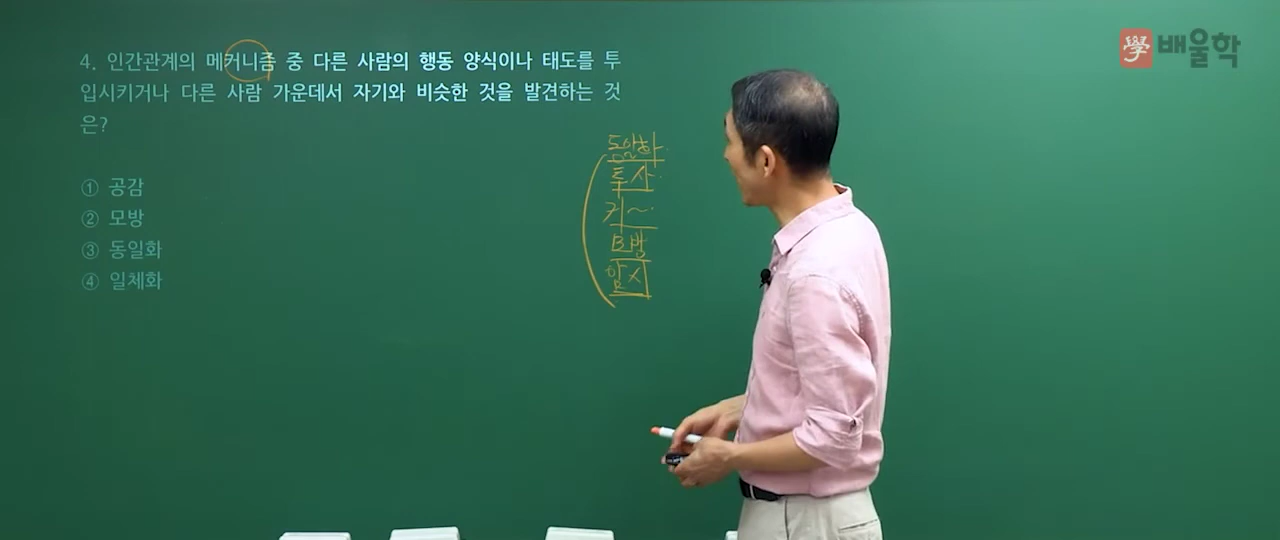 4. 인간관계의 메커니즘 중 다른 사람의 행동 양식이나 태도를 투
입시키거나 다른 사람 가운데서 자기와 비슷한 것을 발견하는 것
은?
① 공감
② 모방
③ 동일화
④ 일체화
동일화
투사
커~
모방
암시
學 배울학